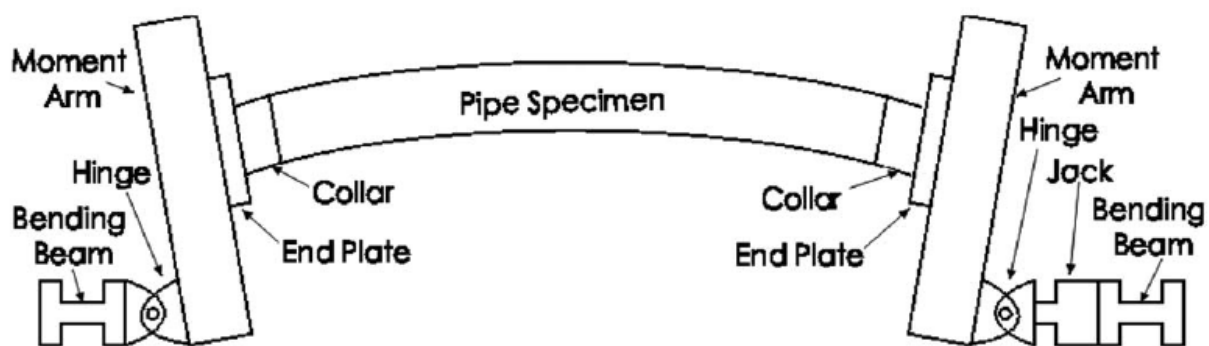 Moment
Arm
Pipe Specimen
Moment
Arm
Hinge
Hinge
Jack
Collar
Collar
Bending
Beam
Bending
Beam
End Plate
End Plate